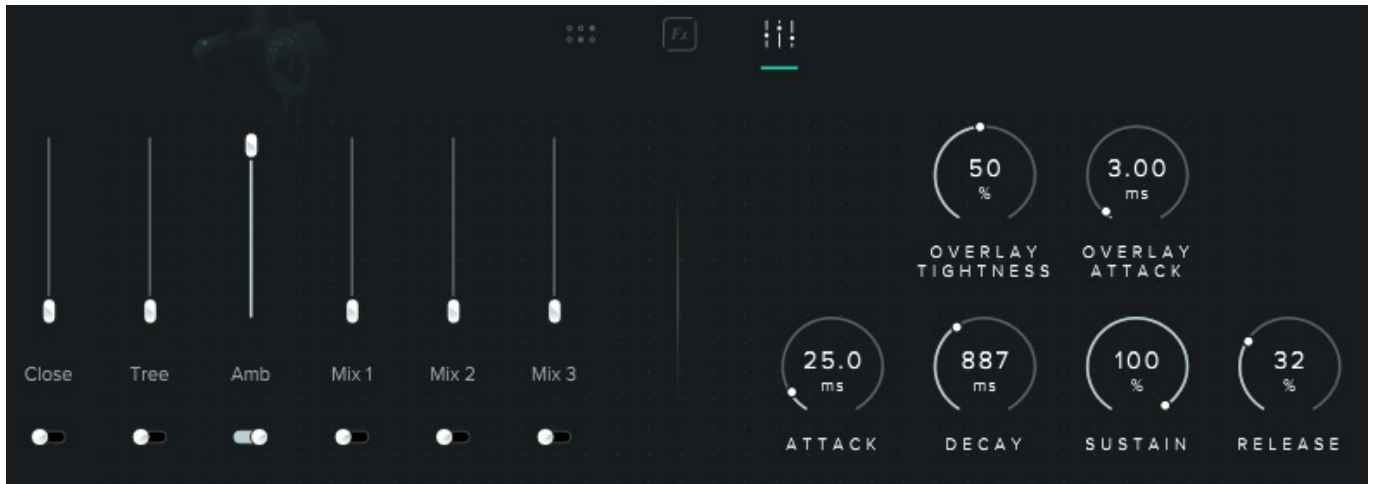 Fx
50
%
OVERLAY
TIGHTNESS
3.00
ms
OVERLAY
ATTACK
Close
Tree
Amb
Mix 1
Mix 2
Mix 3
25.0
ms
ATTACK
887
ms
DECAY
100
%
SUSTAIN
32
%
RELEASE